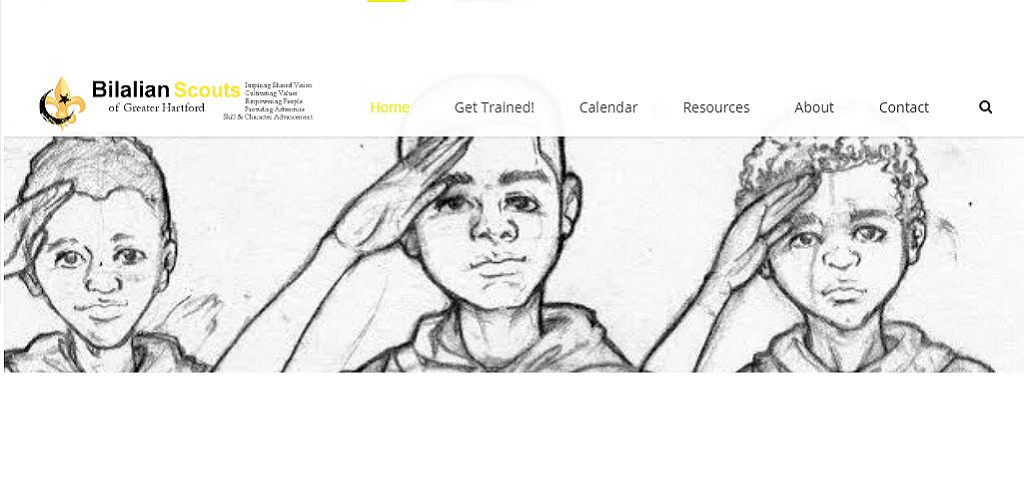 Bilalian Scouts
of Greater Hartford
Inspiring Shared Vision
Cultivating Values
Empowering People
Providing Adventure
Skill & Character Advancement
Home Get Trained! Calendar Resources About Contact